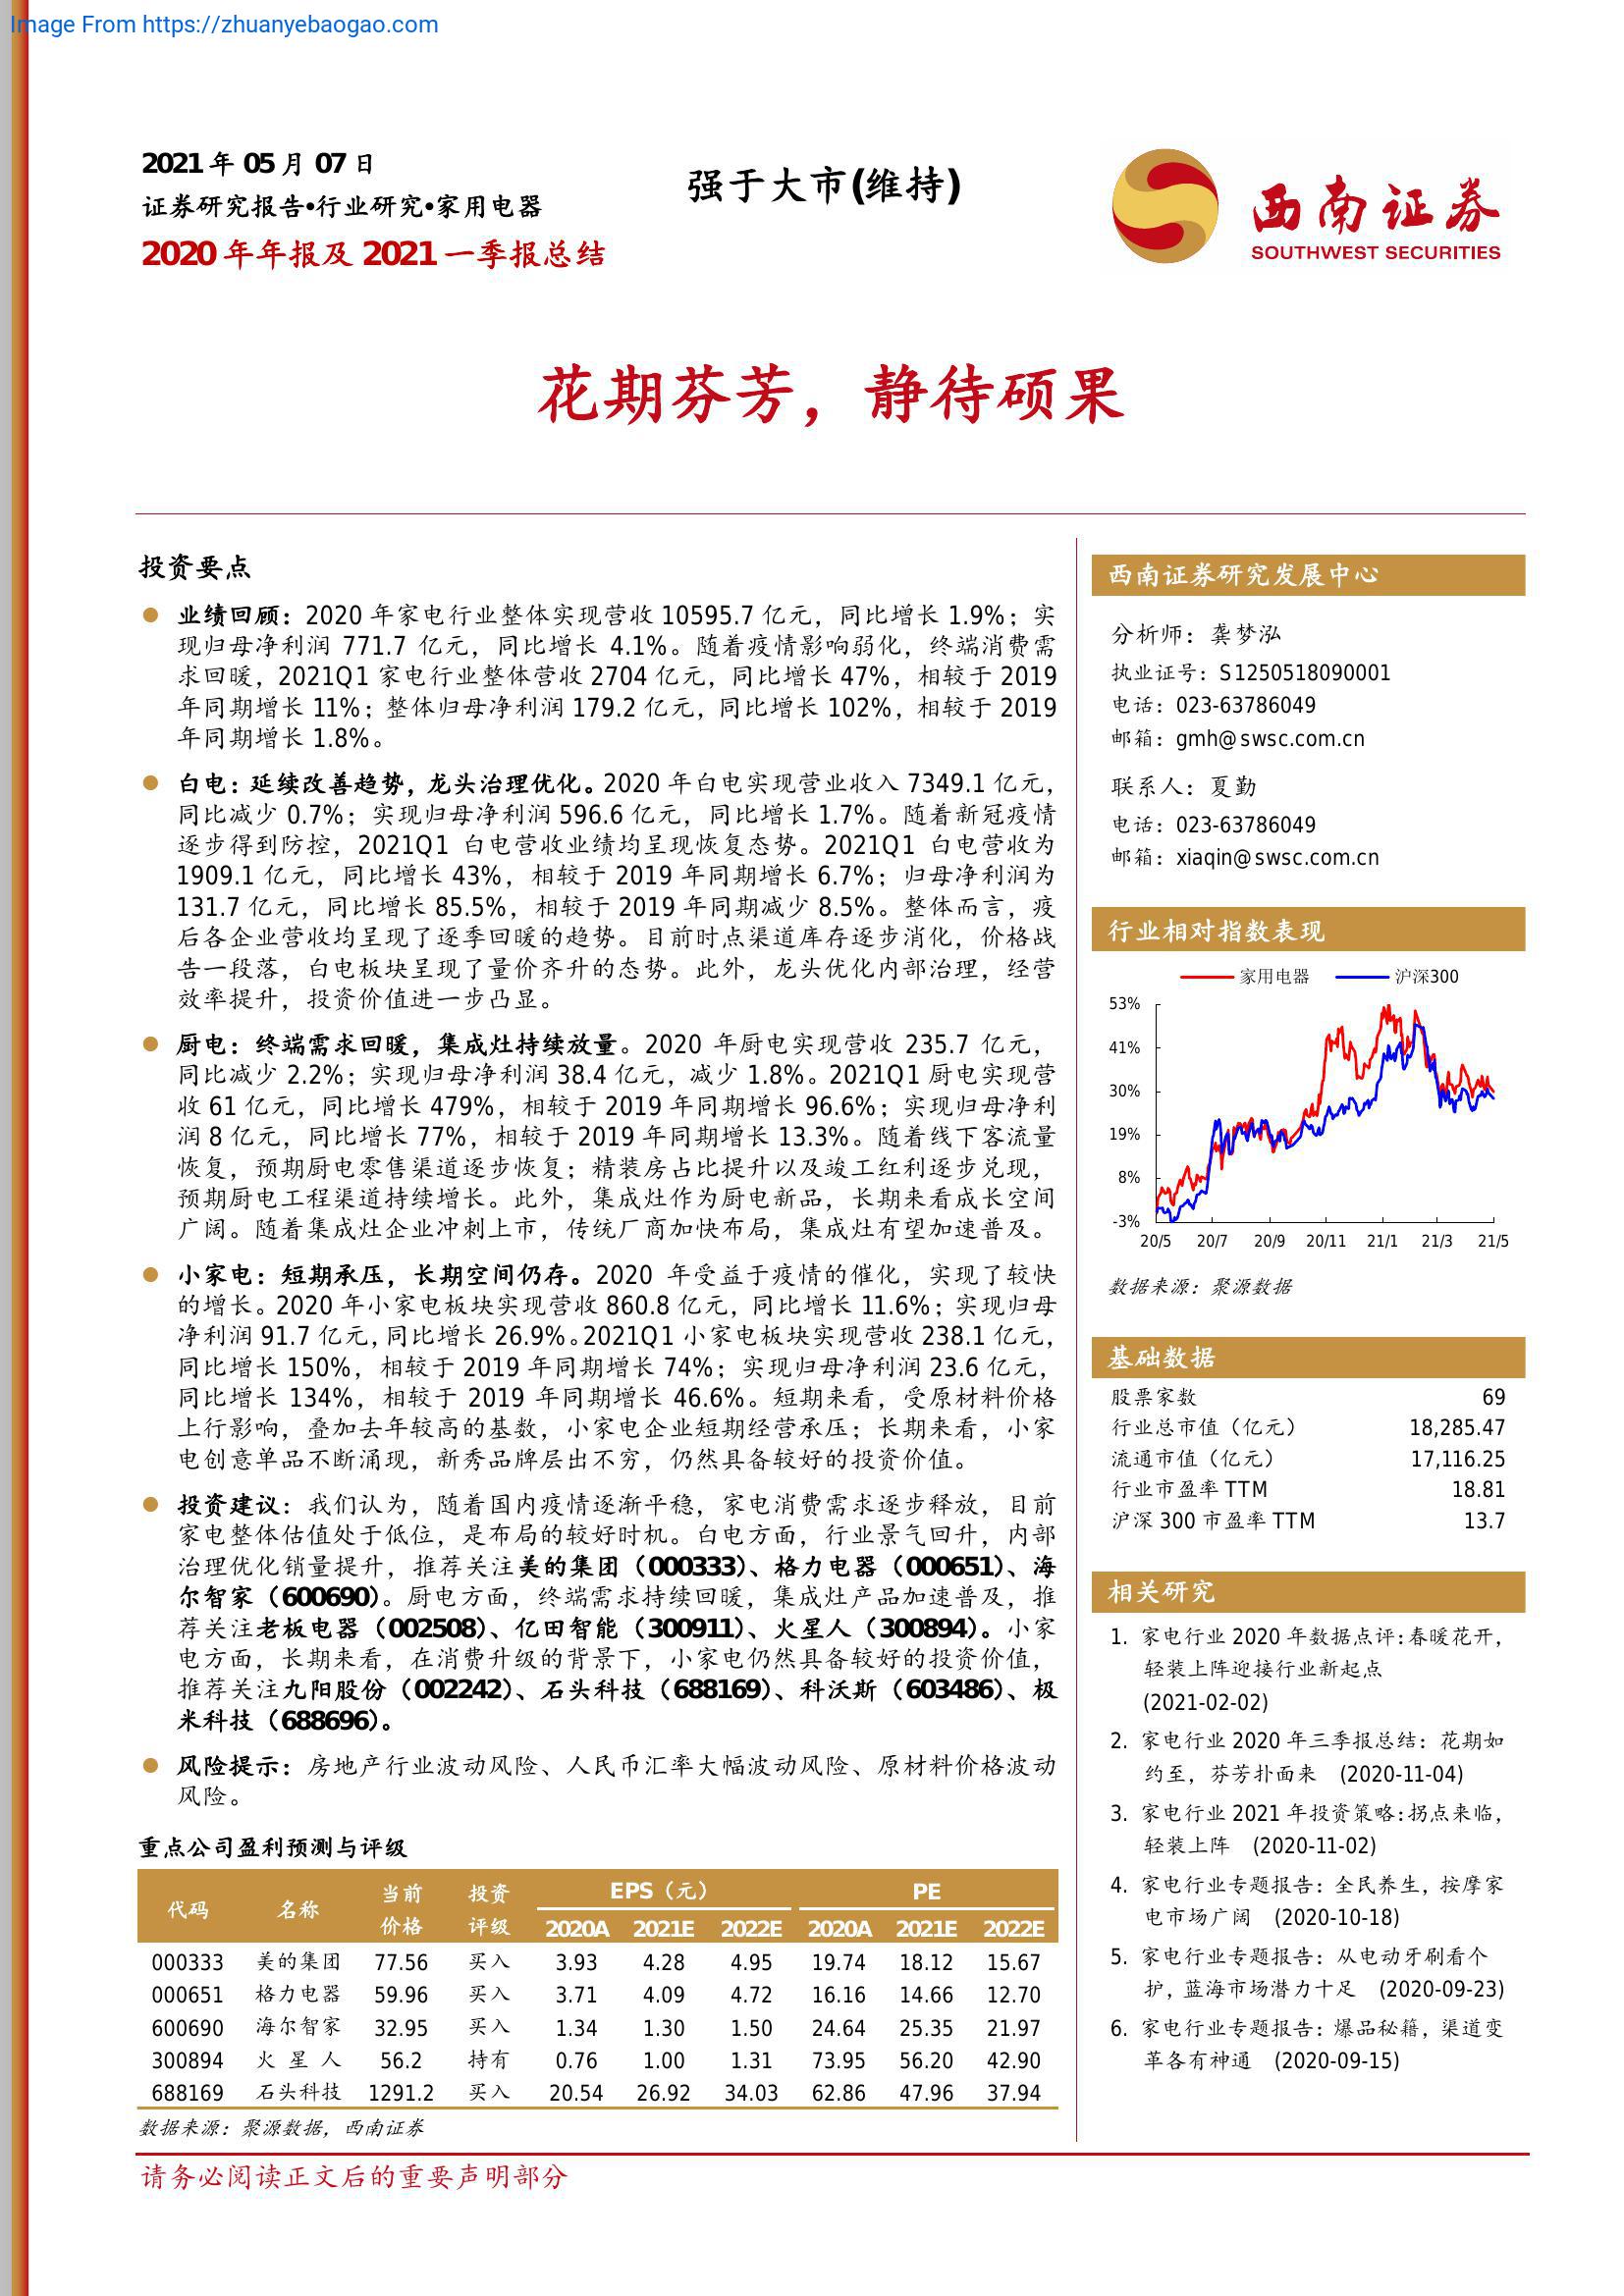 Image From https://zhuanyebaogao.com
2021 年 05 月 07 日
证券研究报告•行业研究•家用电器
2020 年年报及 2021 一季报总结
强于大市(维持)
西南证券
SOUTHWEST SECURITIES
花期芬芳，静待硕果
投资要点
业绩回顾：2020 年家电行业整体实现营收 10595.7 亿元，同比增长 1.9%；实
现归母净利润 771.7 亿元，同比增长 4.1%。随着疫情影响弱化，终端消费需
求回暖，2021Q1 家电行业整体营收 2704 亿元，同比增长 47%，相较于 2019
年同期增长 11%；整体归母净利润 179.2 亿元，同比增长 102%，相较于 2019
年同期增长 1.8%。
白电：延续改善趋势，龙头治理优化。2020 年白电实现营业收入 7349.1 亿元，
同比减少 0.7%；实现归母净利润 596.6 亿元，同比增长 1.7%。随着新冠疫情
逐步得到防控，2021Q1 白电营收业绩均呈现恢复态势。2021Q1 白电营收为
1909.1 亿元，同比增长 43%，相较于 2019 年同期增长 6.7%；归母净利润为
131.7 亿元，同比增长 85.5%，相较于 2019 年同期减少 8.5%。整体而言，疫
后各企业营收均呈现了逐季回暖的趋势。目前时点渠道库存逐步消化，价格战
告一段落，白电板块呈现了量价齐升的态势。此外，龙头优化内部治理，经营
效率提升，投资价值进一步凸显。
厨电：终端需求回暖，集成灶持续放量。2020 年厨电实现营收 235.7 亿元，
同比减少 2.2%；实现归母净利润 38.4 亿元，减少 1.8%。2021Q1 厨电实现营
收 61 亿元，同比增长 479%，相较于 2019 年同期增长 96.6%；实现归母净利
润 8 亿元，同比增长 77%，相较于 2019 年同期增长 13.3%。随着线下客流量
恢复，预期厨电零售渠道逐步恢复；精装房占比提升以及竣工红利逐步兑现，
预期厨电工程渠道持续增长。此外，集成灶作为厨电新品，长期来看成长空间
广阔。随着集成灶企业冲刺上市，传统厂商加快布局，集成灶有望加速普及。
小家电：短期承压，长期空间仍存。2020 年受益于疫情的催化，实现了较快
的增长。2020 年小家电板块实现营收 860.8 亿元，同比增长 11.6%；实现归母
净利润 91.7 亿元，同比增长 26.9%。2021Q1 小家电板块实现营收 238.1 亿元，
同比增长 150%，相较于 2019 年同期增长 74%；实现归母净利润 23.6 亿元，
同比增长 134%，相较于 2019 年同期增长 46.6%。短期来看，受原材料价格
上行影响，叠加去年较高的基数，小家电企业短期经营承压；长期来看，小家
电创意单品不断涌现，新秀品牌层出不穷，仍然具备较好的投资价值。
投资建议：我们认为，随着国内疫情逐渐平稳，家电消费需求逐步释放，目前
家电整体估值处于低位，是布局的较好时机。白电方面，行业景气回升，内部
治理优化销量提升，推荐关注美的集团（000333）、格力电器（000651）、海
尔智家（600690）。厨电方面，终端需求持续回暖，集成灶产品加速普及，推
荐关注老板电器（002508）、亿田智能（300911）、火星人（300894）。小家
电方面，长期来看，在消费升级的背景下，小家电仍然具备较好的投资价值，
推荐关注九阳股份（002242）、石头科技（688169）、科沃斯（603486）、极
米科技（688696）。
风险提示：房地产行业波动风险、人民币汇率大幅波动风险、原材料价格波动
风险。
重点公司盈利预测与评级
代码 名称 当前价格 投资评级 EPS（元） PE
2020A 2021E 2022E 2020A 2021E 2022E
000333 美的集团 77.56 买入 3.93 4.28 4.95 19.74 18.12 15.67
000651 格力电器 59.96 买入 3.71 4.09 4.72 16.16 14.66 12.70
600690 海尔智家 32.95 买入 1.34 1.30 1.50 24.64 25.35 21.97
300894 火 星 人 56.2 持有 0.76 1.00 1.31 73.95 56.20 42.90
688169 石头科技 1291.2 买入 20.54 26.92 34.03 62.86 47.96 37.94
数据来源：聚源数据，西南证券
西南证券研究发展中心
分析师：龚梦泓
执业证号：S1250518090001
电话：023-63786049
邮箱：gmh@swsc.com.cn
联系人：夏勤
电话：023-63786049
邮箱：xiaqin@swsc.com.cn
行业相对指数表现
家用电器 沪深300
53%
41%
30%
19%
8%
-3%
20/5 20/7 20/9 20/11 21/1 21/3 21/5
数据来源：聚源数据
基础数据
股票家数 69
行业总市值（亿元） 18,285.47
流通市值（亿元） 17,116.25
行业市盈率 TTM 18.81
沪深 300 市盈率 TTM 13.7
相关研究
1. 家电行业 2020 年数据点评：春暖花开，
轻装上阵迎接行业新起点
(2021-02-02)
2. 家电行业 2020 年三季报总结：花期如
约至，芬芳扑面来 (2020-11-04)
3. 家电行业 2021 年投资策略：拐点来临，
轻装上阵 (2020-11-02)
4. 家电行业专题报告：全民养生，按摩家
电市场广阔 (2020-10-18)
5. 家电行业专题报告：从电动牙刷看个
护，蓝海市场潜力十足 (2020-09-23)
6. 家电行业专题报告：爆品秘籍，渠道变
革各有神通 (2020-09-15)
请务必阅读正文后的重要声明部分